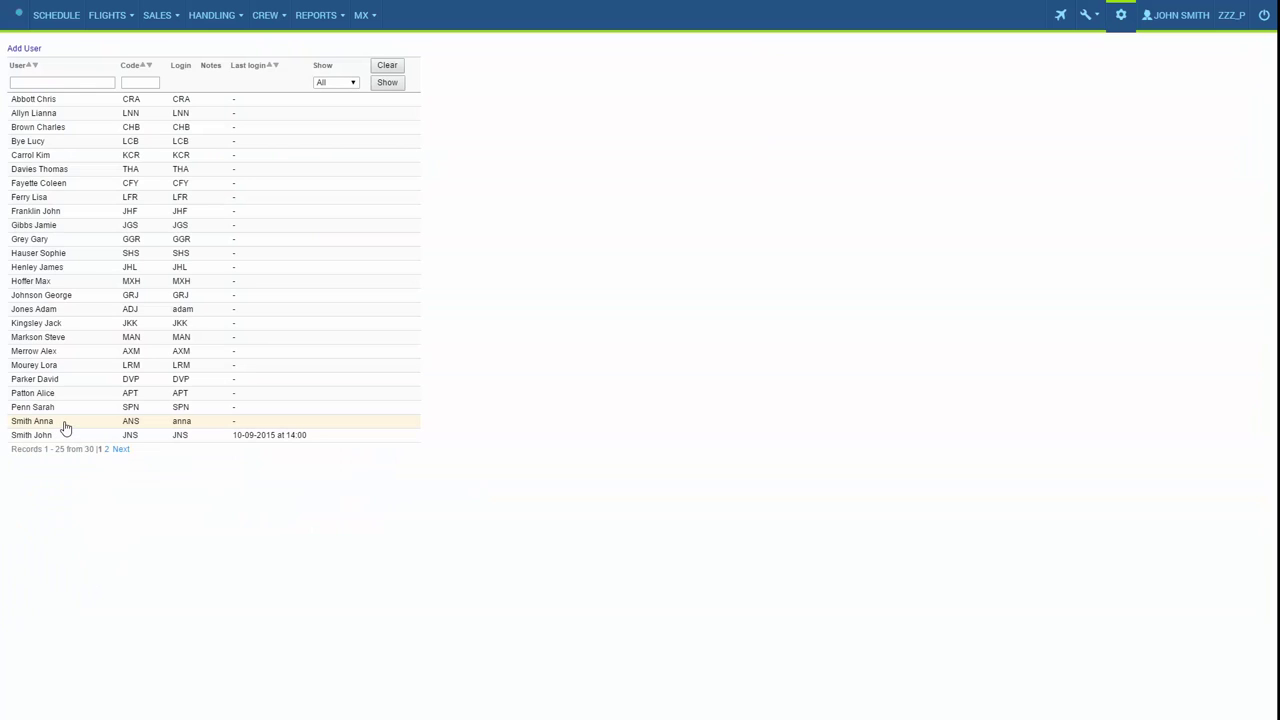 SCHEDULE FLIGHTS SALES HANDLING CREW REPORTS MX JOHN SMITH ZZZ_P
Add User
User Code Login Notes Last login Show Clear
All Show
Abbott Chris CRA CRA -
Allyn Lianna LNN LNN -
Brown Charles CHB CHB -
Bye Lucy LCB LCB -
Carrol Kim KCR KCR -
Davies Thomas THA THA -
Fayette Coleen CFY CFY -
Ferry Lisa LFR LFR -
Franklin John JHF JHF -
Gibbs Jamie JGS JGS -
Grey Gary GGR GGR -
Hauser Sophie SHS SHS -
Henley James JHL JHL -
Hoffer Max MXH MXH -
Johnson George GRJ GRJ -
Jones Adam ADJ adam -
Kingsley Jack JKK JKK -
Markson Steve MAN MAN -
Merrow Alex AXM AXM -
Mourey Lora LRM LRM -
Parker David DVP DVP -
Patton Alice APT APT -
Penn Sarah SPN SPN -
Smith Anna ANS anna -
Smith John JNS JNS 10-09-2015 at 14:00
Records 1 - 25 from 30 |1 2 Next